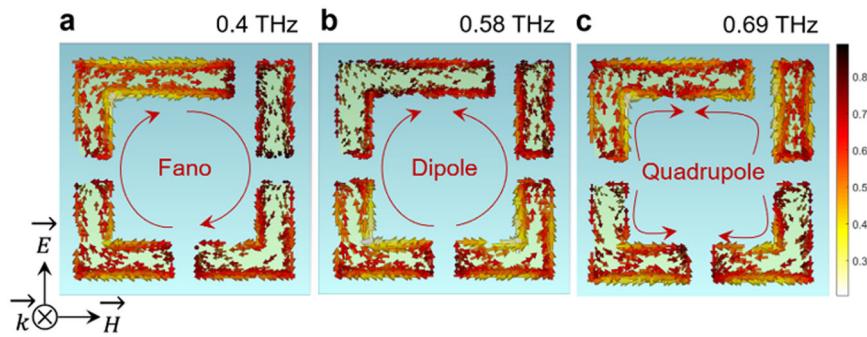 a 0.4 THz
b 0.58 THz
c 0.69 THz
Fano
Dipole
Quadrupole
0.8
0.7
0.6
0.5
0.4
0.3
E
k H